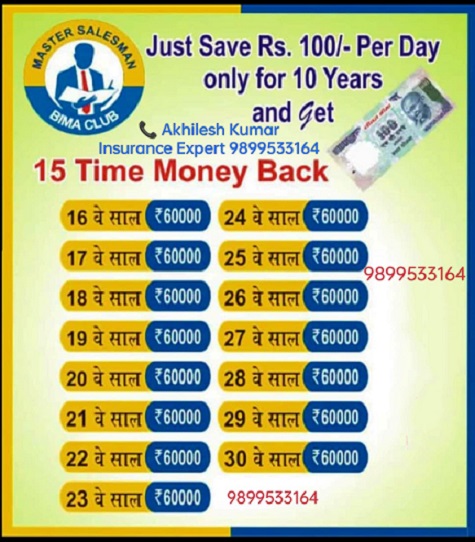 MASTER SALESMAN
BIMA CLUB
Just Save Rs. 100/- Per Day
only for 10 Years
and Get
📞 Akhilesh Kumar
Insurance Expert 9899533164
100
15 Time Money Back
16 वे साल ₹60000 24 वे साल ₹60000
17 वे साल ₹60000 25 वे साल ₹60000
9899533164
18 वे साल ₹60000 26 वे साल ₹60000
19 वे साल ₹60000 27 वे साल ₹60000
20 वे साल ₹60000 28 वे साल ₹60000
21 वे साल ₹60000 29 वे साल ₹60000
22 वे साल ₹60000 30 वे साल ₹60000
23 वे साल ₹60000 9899533164